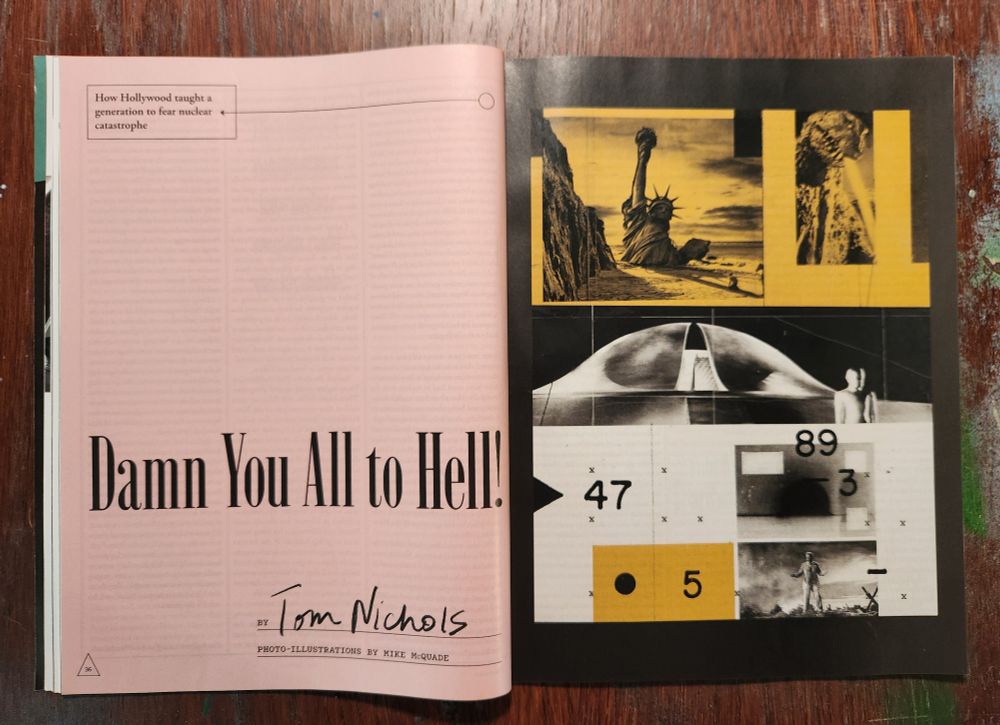 How Hollywood taught a
generation to fear nuclear
catastrophe
Damn You All to Hell!
BY Tom Nichols
PHOTO-ILLUSTRATIONS BY MIKE McQUADE
36
89
3
47
x x x
x x x x
5
x x x